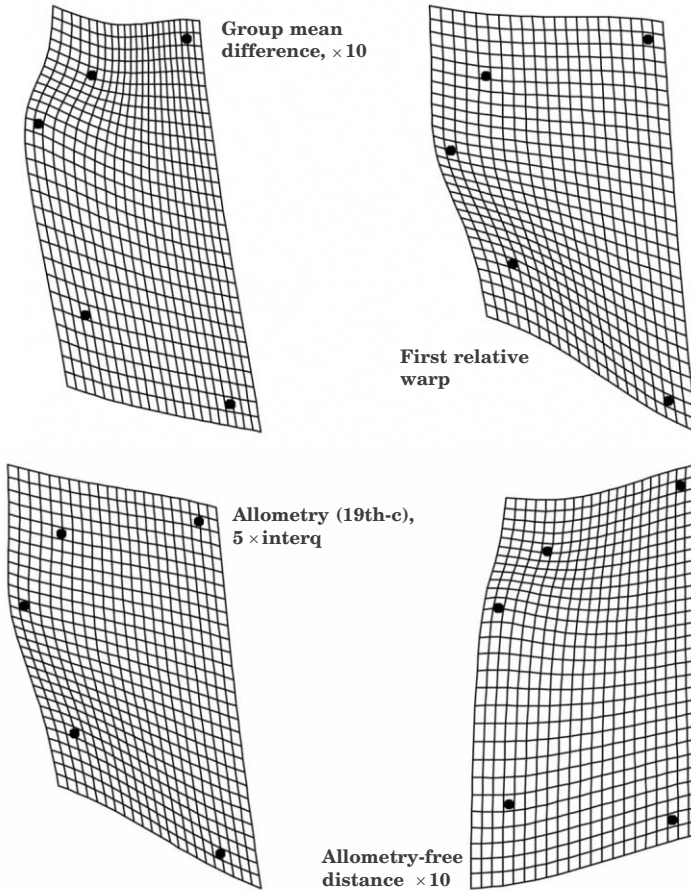 Group mean
difference, ×10
First relative
warp
Allometry (19th-c),
5 × interq
Allometry-free
distance ×10